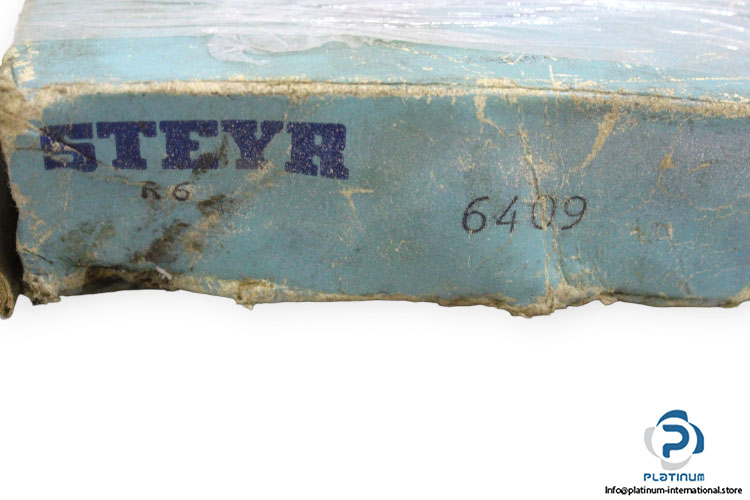 STEYR
R6
6409
PLATINUM
Info@platinum-international.store